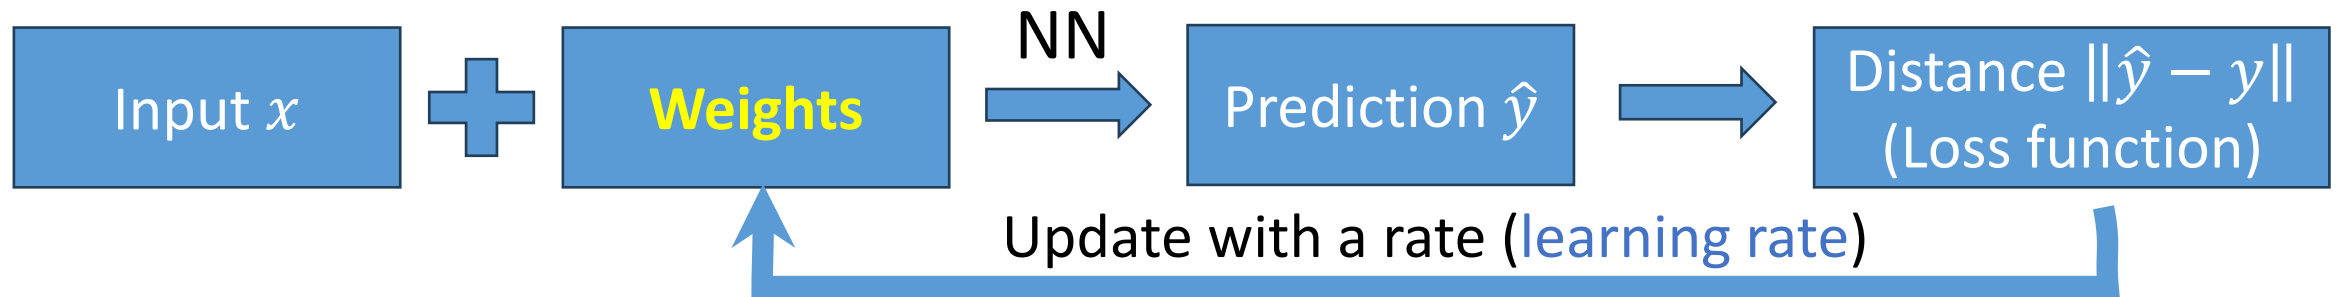 NN
Input x
Weights
Prediction ŷ
Distance ‖ŷ − y‖
(Loss function)
Update with a rate (learning rate)